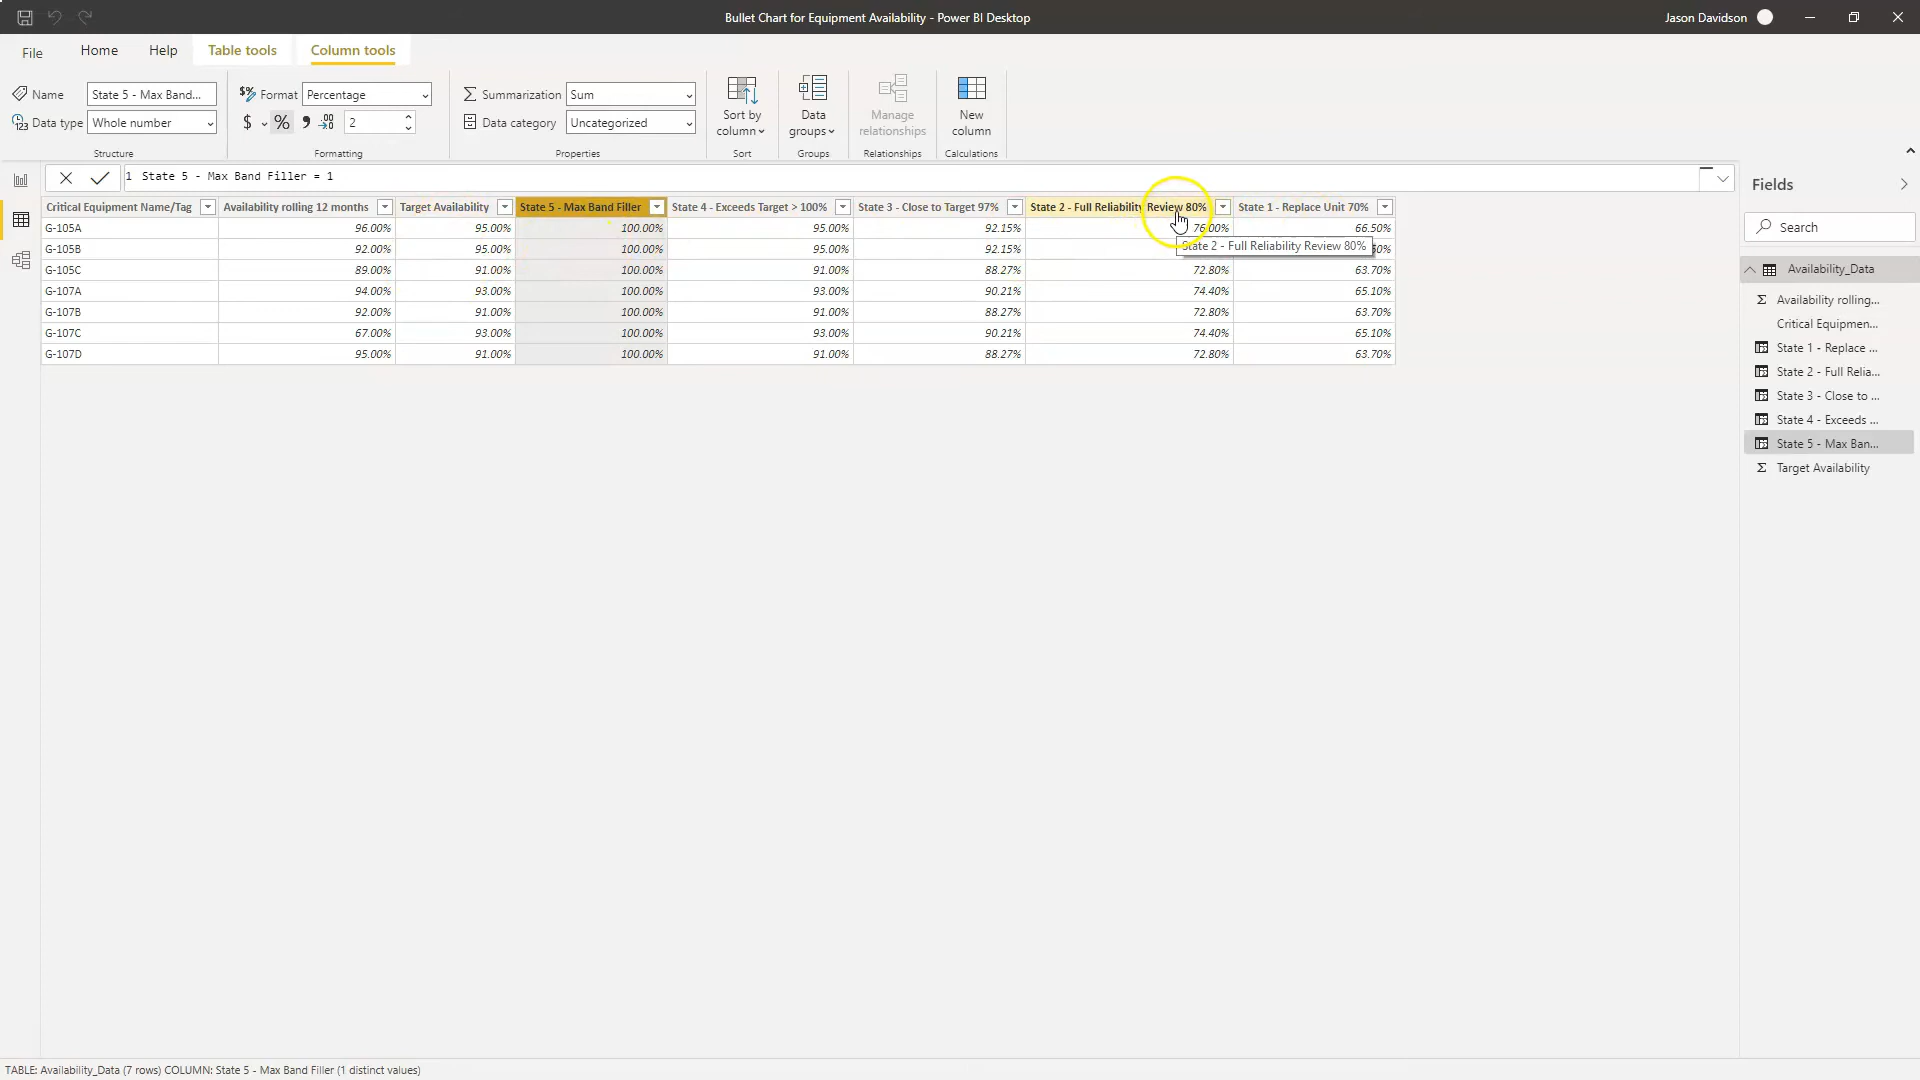 Bullet Chart for Equipment Availability - Power BI Desktop
Jason Davidson
File
Home
Help
Table tools
Column tools
Name
State 5 - Max Band...
Data type
Whole number
Structure
Format
Percentage
$
%
2
Formatting
Summarization
Sum
Data category
Uncategorized
Properties
Sort by
column
Sort
Data
groups
Groups
Manage
relationships
Relationships
New
column
Calculations
1 State 5 - Max Band Filler = 1
Critical Equipment Name/Tag Availability rolling 12 months Target Availability State 5 - Max Band Filler State 4 - Exceeds Target > 100% State 3 - Close to Target 97% State 2 - Full Reliability Review 80% State 1 - Replace Unit 70%
G-105A 96.00% 95.00% 100.00% 95.00% 92.15% 76.00% 66.50%
G-105B 92.00% 95.00% 100.00% 95.00% 92.15%
State 2 - Full Reliability Review 80%
G-105C 89.00% 91.00% 100.00% 91.00% 88.27% 72.80% 63.70%
G-107A 94.00% 93.00% 100.00% 93.00% 90.21% 74.40% 65.10%
G-107B 92.00% 91.00% 100.00% 91.00% 88.27% 72.80% 63.70%
G-107C 67.00% 93.00% 100.00% 93.00% 90.21% 74.40% 65.10%
G-107D 95.00% 91.00% 100.00% 91.00% 88.27% 72.80% 63.70%
Fields
Search
Availability_Data
Availability rolling...
Critical Equipmen...
State 1 - Replace ...
State 2 - Full Relia...
State 3 - Close to ...
State 4 - Exceeds ...
State 5 - Max Ban...
Target Availability
TABLE: Availability_Data (7 rows) COLUMN: State 5 - Max Band Filler (1 distinct values)